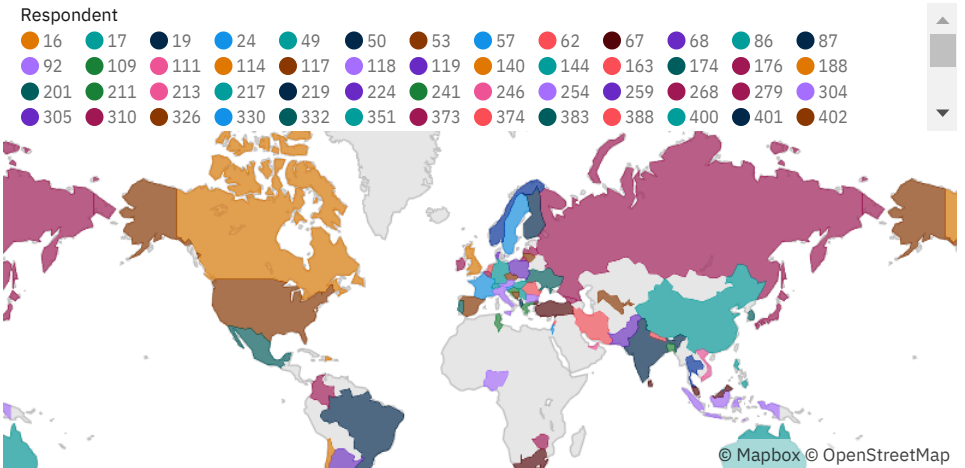 Respondent
16 17 19 24 49 50 53 57 62 67 68 86 87
92 109 111 114 117 118 119 140 144 163 174 176 188
201 211 213 217 219 224 241 246 254 259 268 279 304
305 310 326 330 332 351 373 374 383 388 400 401 402
© Mapbox © OpenStreetMap